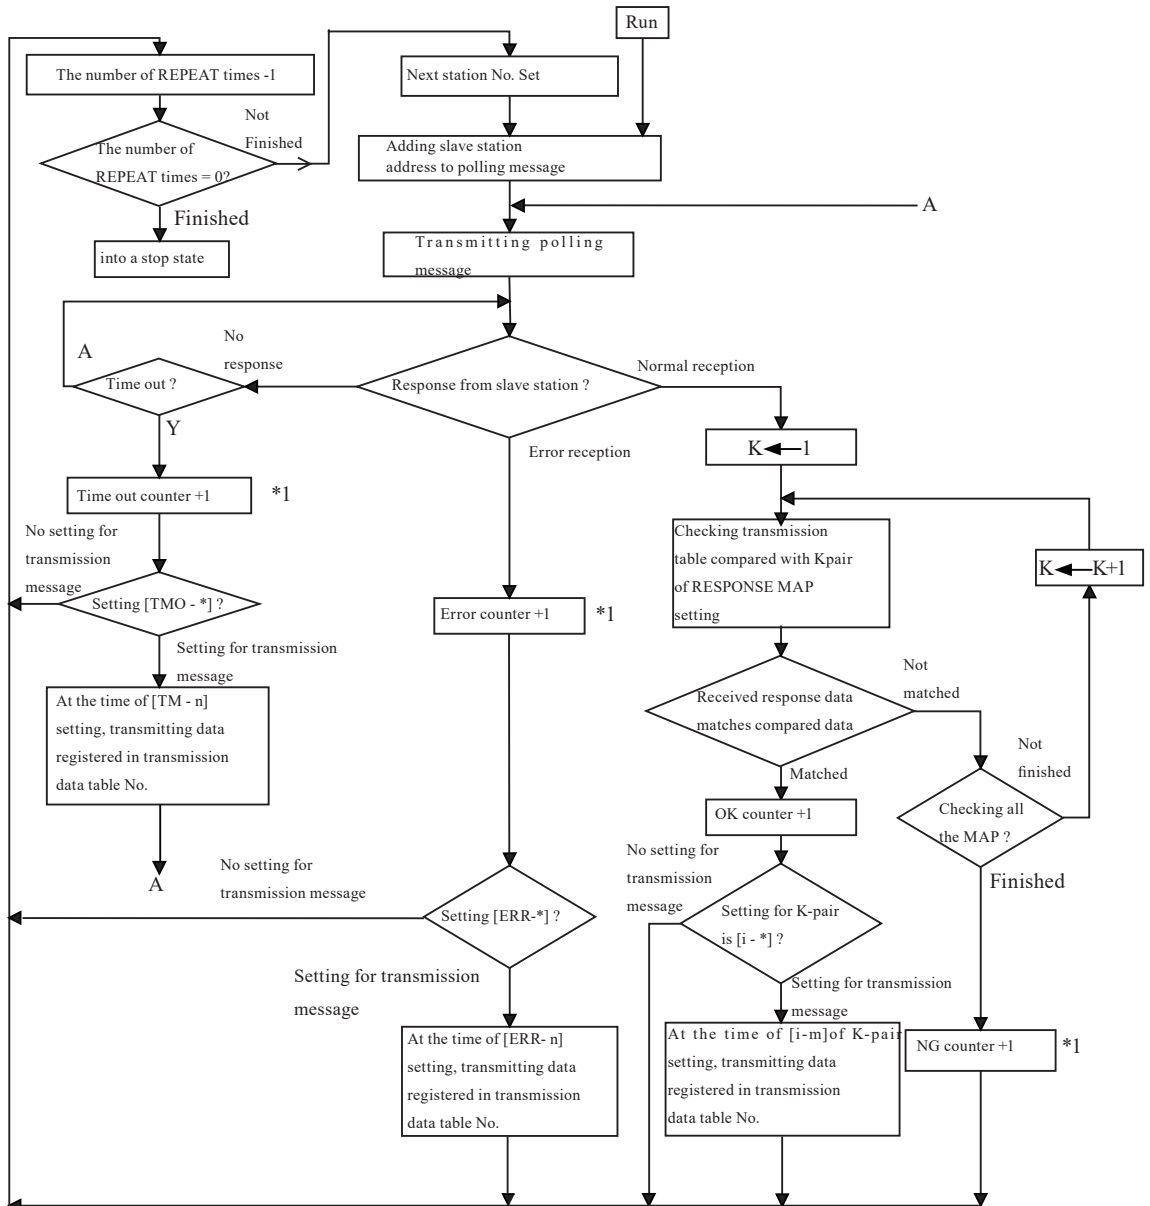 Run
The number of REPEAT times -1
Next station No. Set
Not
Finished
The number of
REPEAT times = 0?
Adding slave station
address to polling message
Finished
A
into a stop state
Transmitting polling
message
No
response
A
Time out ?
Response from slave station ?
Normal reception
Y
K 1
Error reception
Time out counter +1
*1
No setting for
transmission
message
Checking transmission
table compared with Kpair
of RESPONSE MAP
setting
K K+1
Setting [TMO - *] ?
Error counter +1
*1
Setting for transmission
message
Not
matched
Received response data
matches compared data
At the time of [TM - n]
setting, transmitting data
registered in transmission
data table No.
Not
finished
Matched
Checking all
the MAP ?
OK counter +1
No setting for
transmission
message
No setting for
transmission message
A
Finished
Setting [ERR-*] ?
Setting for K-pair
is [i - *] ?
Setting for transmission
message
Setting for transmission
message
At the time of [ERR- n]
setting, transmitting data
registered in transmission
data table No.
At the time of [i-m]of K-pair
setting, transmitting data
registered in transmission
data table No.
NG counter +1
*1